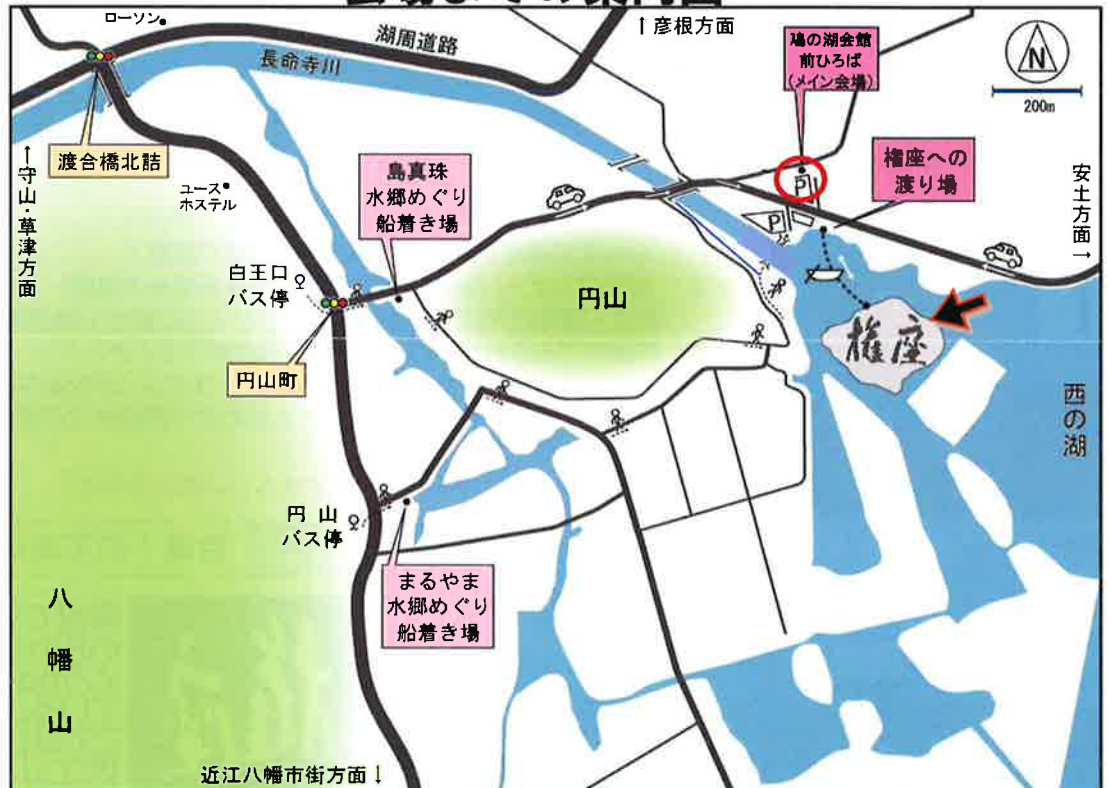 ローソン
湖周道路
↑彦根方面
長命寺川
鳰の湖会館
前ひろば
(メイン会場)
N
200m
渡合橋北詰
↑守山・草津方面
ユース
ホステル
島真珠
水郷めぐり
船着き場
権座への
渡り場
安土方面→
P
P
白王口
バス停
円山
権座
円山町
西の湖
円山
バス停
まるやま
水郷めぐり
船着き場
八幡山
近江八幡市街方面↓